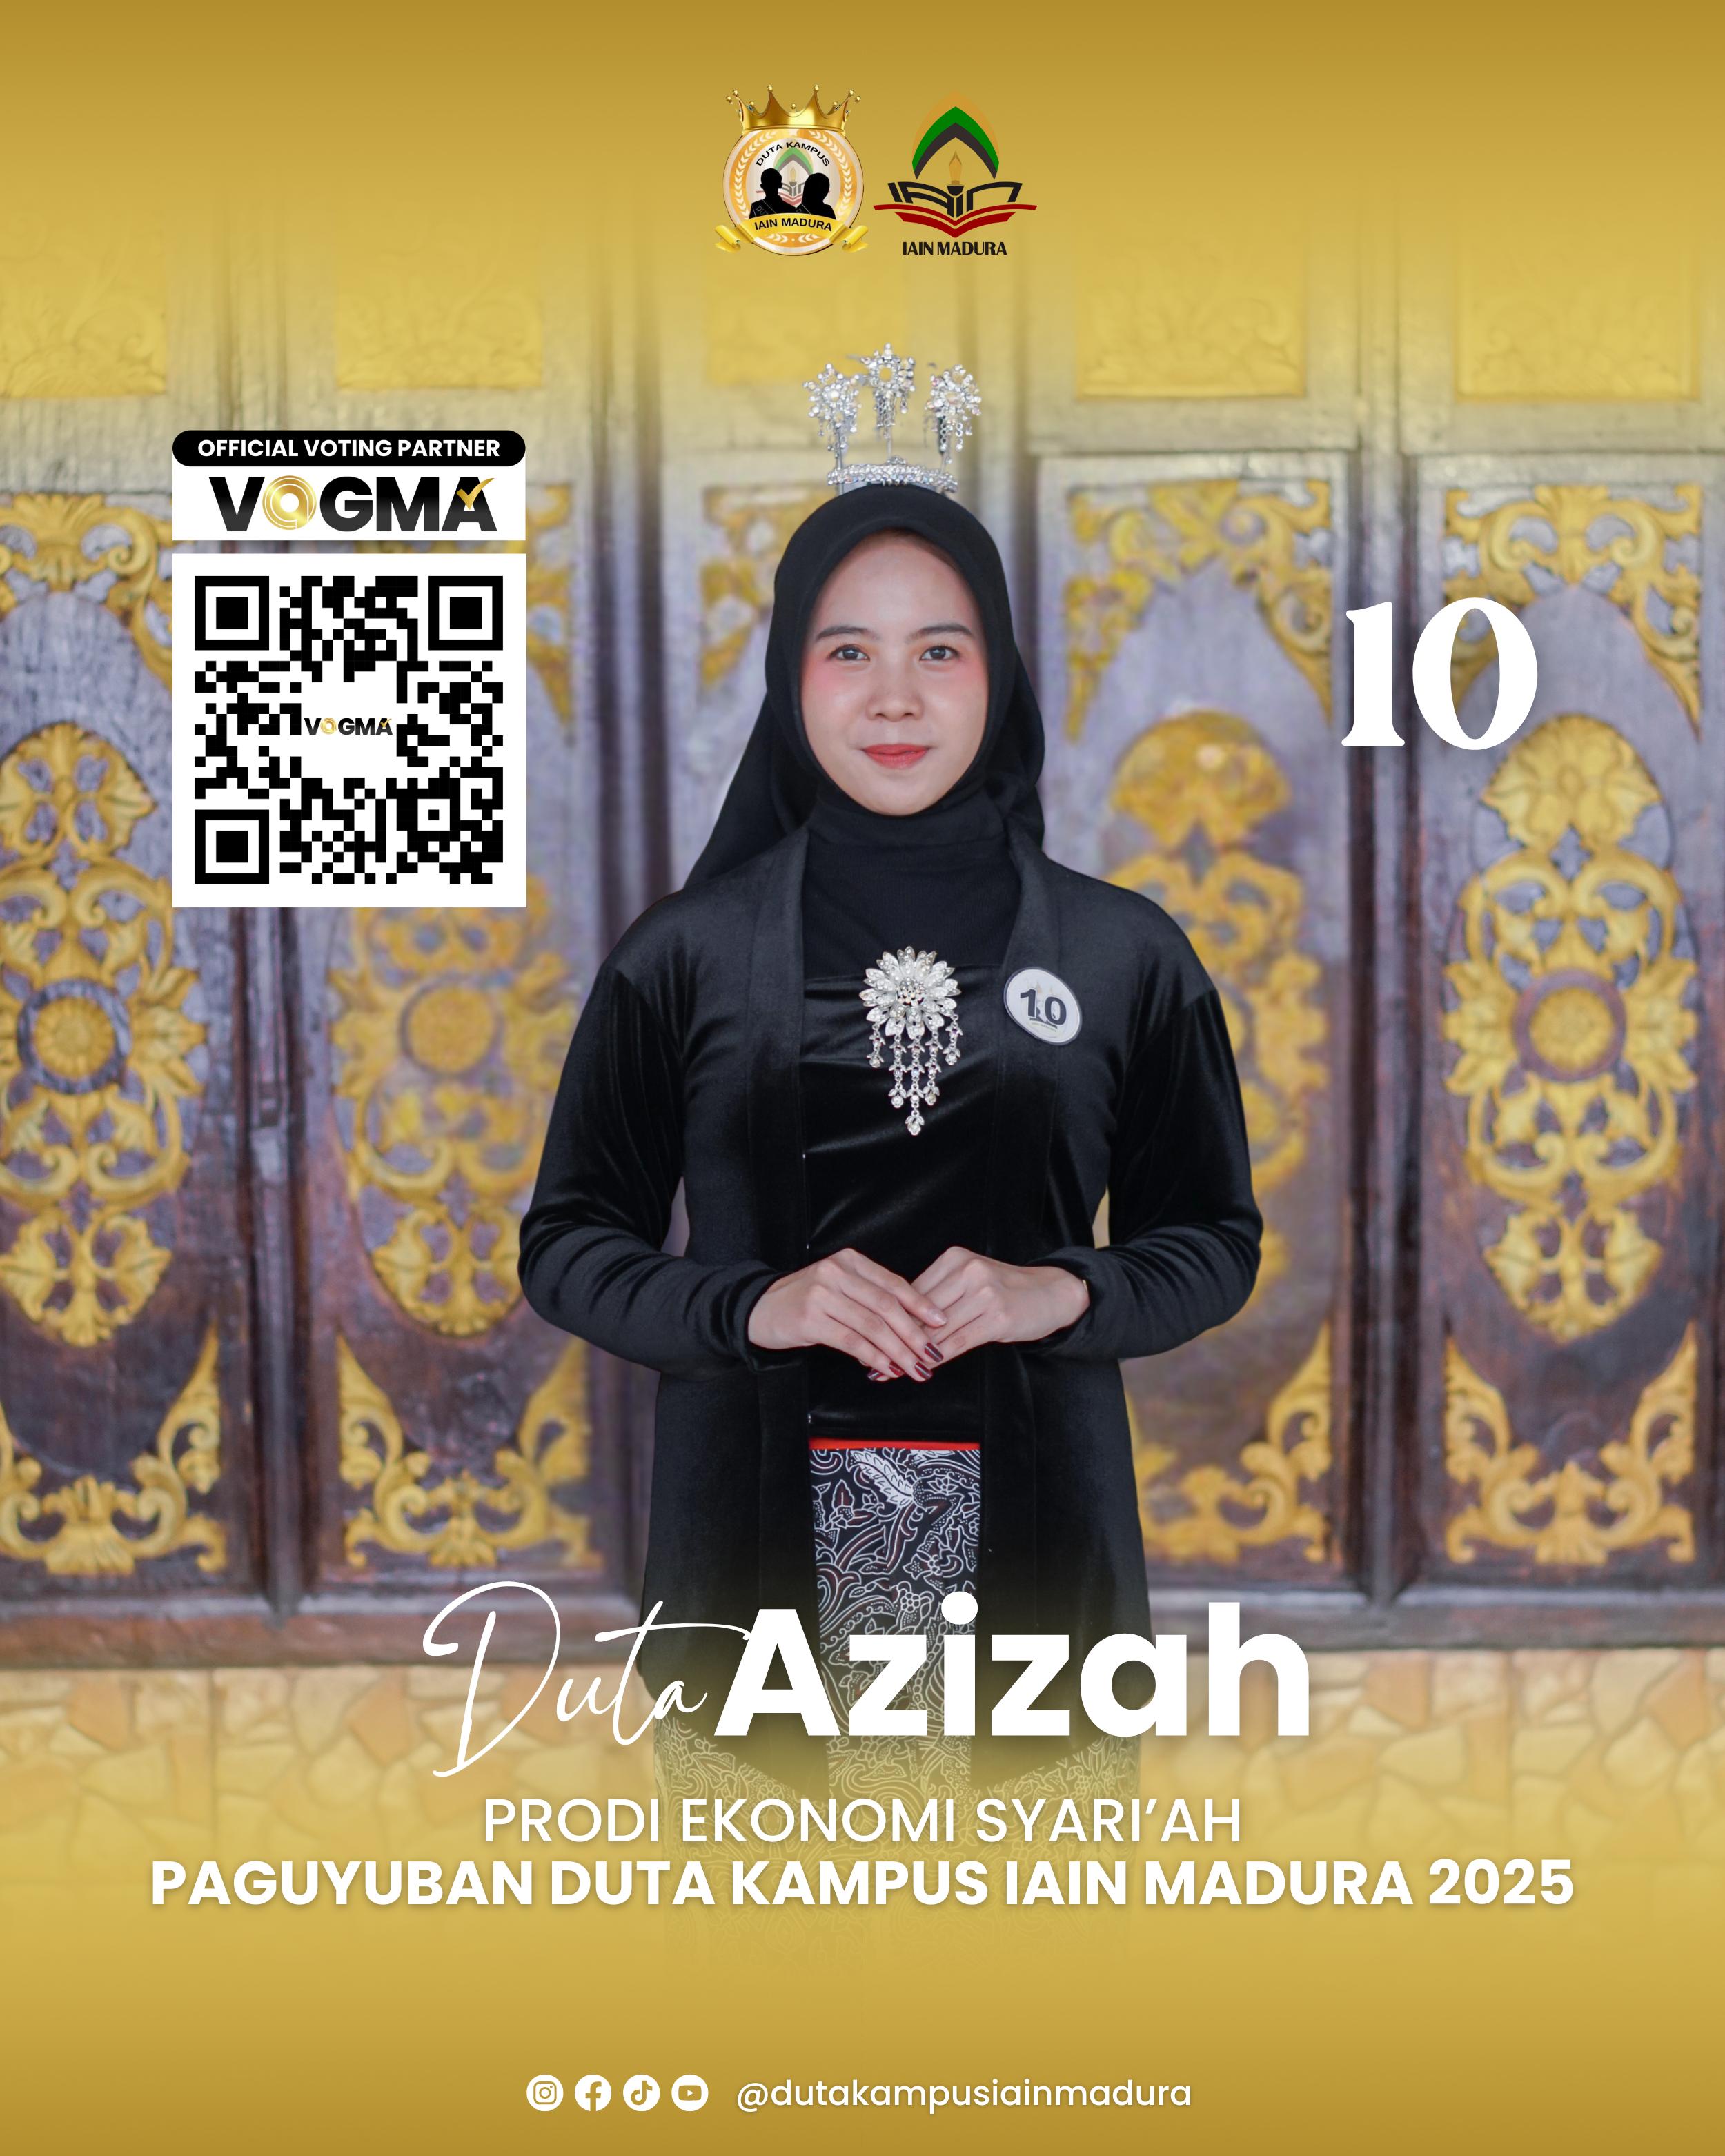 DUTA KAMPUS
IAIN MADURA
IAIN
IAIN MADURA
OFFICIAL VOTING PARTNER
VOGMA
VOGMA
10
10
Duta Azizah
PRODI EKONOMI SYARI’AH
PAGUYUBAN DUTA KAMPUS IAIN MADURA 2025
@dutakampusiainmadura